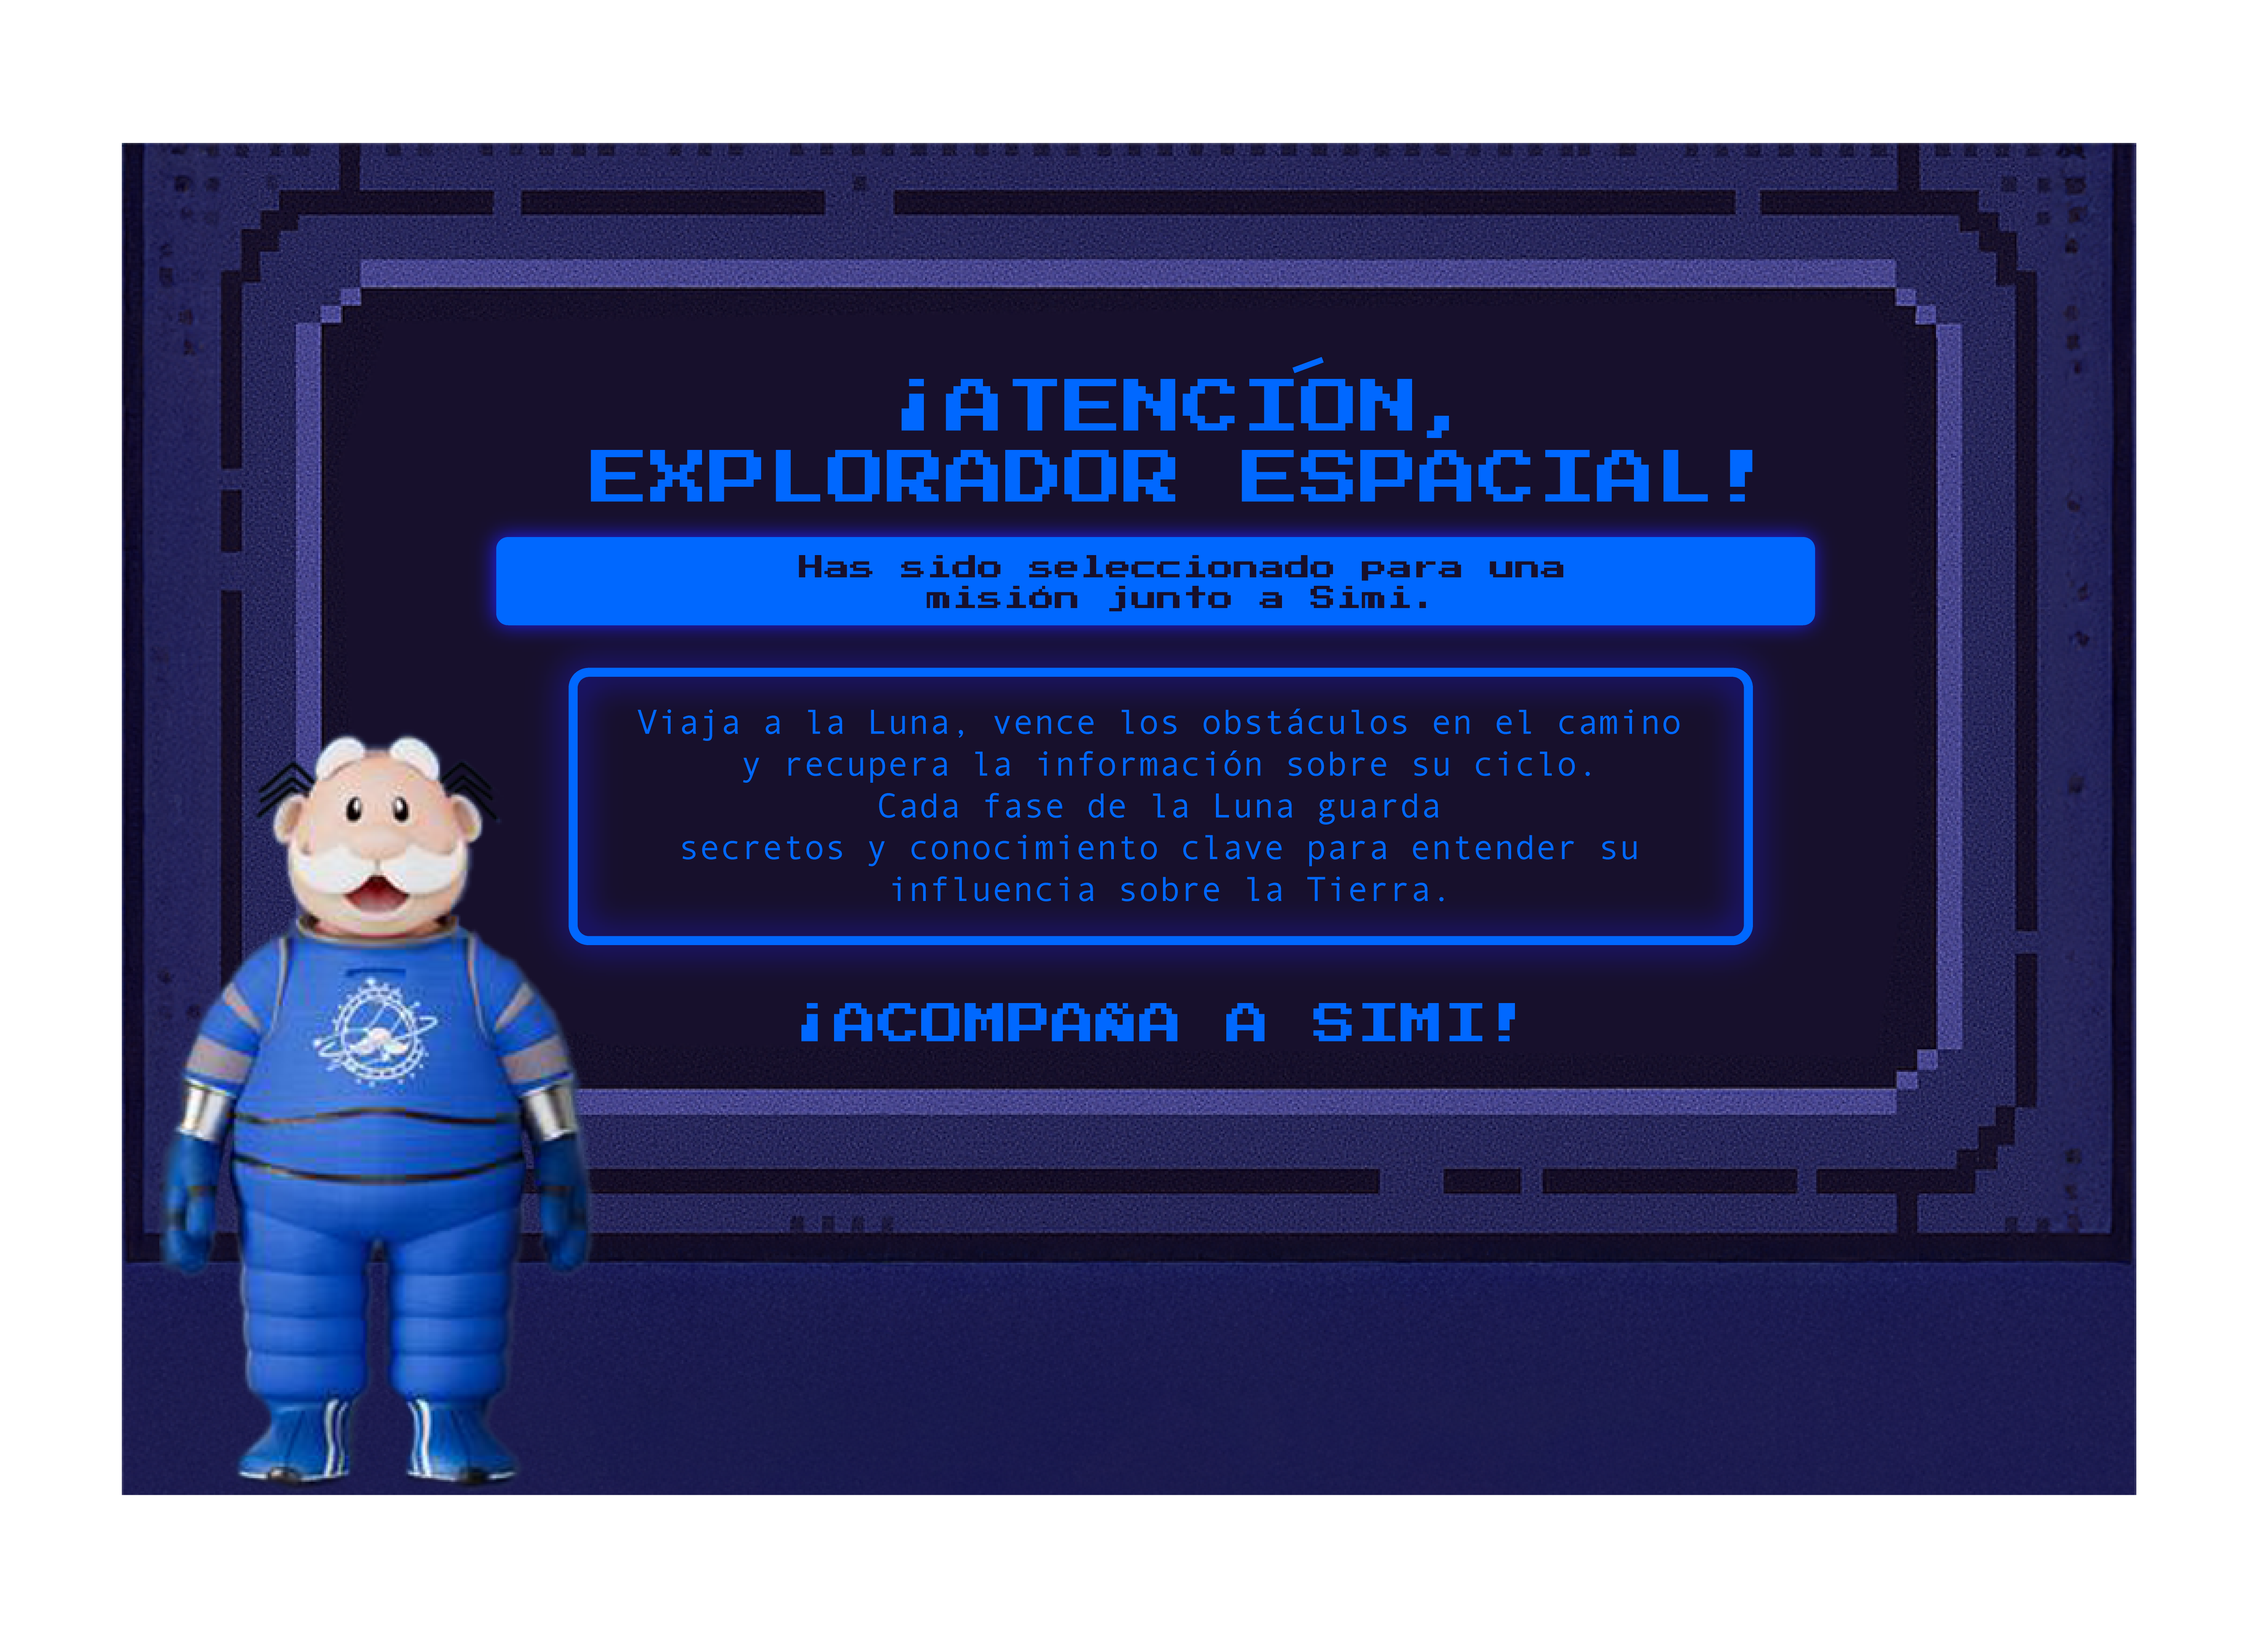 ¡ATENCIÓN,
EXPLORADOR ESPACIAL!
Has sido seleccionado para una
misión junto a Simi.
Viaja a la Luna, vence los obstáculos en el camino
y recupera la información sobre su ciclo.
Cada fase de la Luna guarda
secretos y conocimiento clave para entender su
influencia sobre la Tierra.
¡ACOMPAÑA A SIMI!